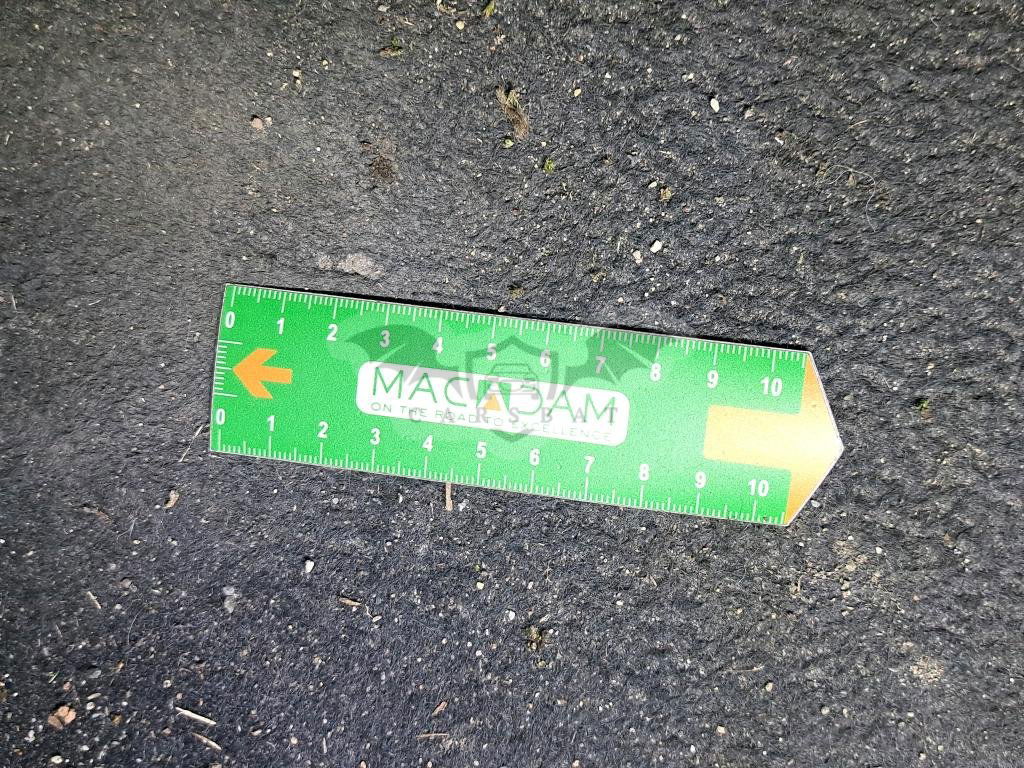 0 1 2 3 4 5 6 7 8 9 10
MACADAM
ON THE ROAD TO EXCELLENCE
CARSBAT
0 1 2 3 4 5 6 7 8 9 10